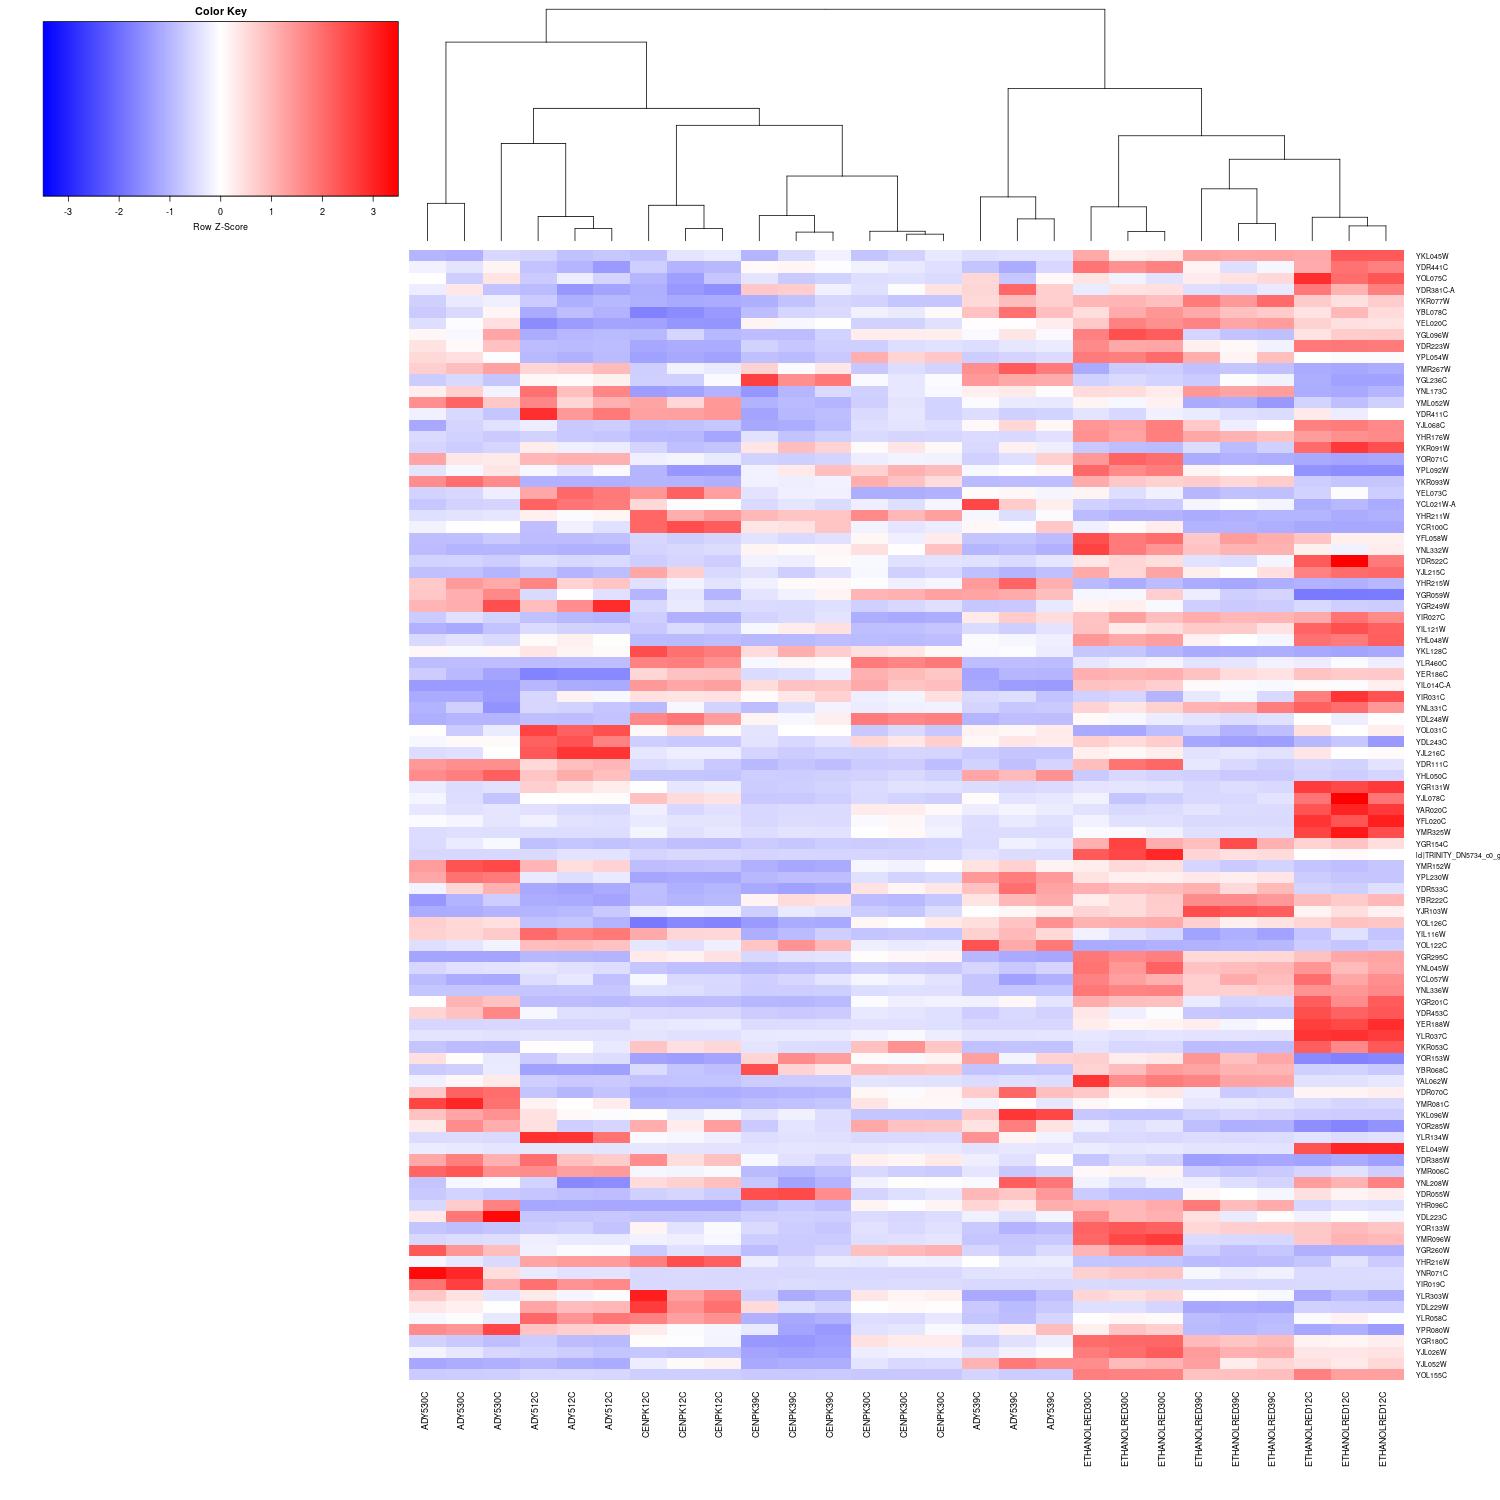 Color Key
-3 -2 -1 0 1 2 3
Row Z-Score
YKL045W
YDR441C
YOL075C
YDR381C-A
YKR077W
YBL078C
YEL020C
YGL096W
YDR223W
YPL054W
YMR267W
YGL236C
YNL173C
YML052W
YDR411C
YJL068C
YHR176W
YKR091W
YOR071C
YPL092W
YKR093W
YEL073C
YCL021W-A
YHR211W
YCR100C
YFL058W
YNL332W
YDR522C
YJL215C
YHR215W
YGR059W
YGR249W
YIR027C
YIL121W
YHL048W
YKL128C
YLR460C
YER186C
YIL014C-A
YIR031C
YNL331C
YDL248W
YOL031C
YDL243C
YJL216C
YDR111C
YHL050C
YGR131W
YJL078C
YAR020C
YFL020C
YMR325W
YGR154C
ld|TRINITY_DN5734_c0_g
YMR152W
YPL230W
YDR533C
YBR222C
YJR103W
YOL126C
YIL116W
YOL122C
YGR295C
YNL045W
YCL057W
YNL336W
YGR201C
YDR453C
YER188W
YLR037C
YKR053C
YOR153W
YBR068C
YAL062W
YDR070C
YMR081C
YKL096W
YOR285W
YLR134W
YEL049W
YDR385W
YMR006C
YNL208W
YDR055W
YHR096C
YDL223C
YOR133W
YMR096W
YGR260W
YHR216W
YNR071C
YIR019C
YLR303W
YDL229W
YLR058C
YPR080W
YGR180C
YJL026W
YJL052W
YOL155C
ADY530C
ADY530C
ADY530C
ADY512C
ADY512C
ADY512C
CENPK12C
CENPK12C
CENPK12C
CENPK39C
CENPK39C
CENPK39C
CENPK30C
CENPK30C
CENPK30C
ADY539C
ADY539C
ADY539C
ETHANOLRED30C
ETHANOLRED30C
ETHANOLRED30C
ETHANOLRED39C
ETHANOLRED39C
ETHANOLRED39C
ETHANOLRED12C
ETHANOLRED12C
ETHANOLRED12C